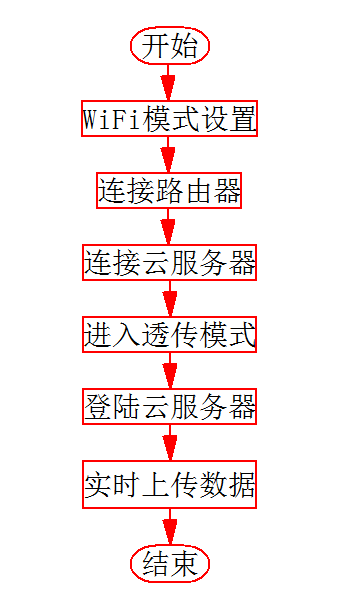 开始
WiFi模式设置
连接路由器
连接云服务器
进入透传模式
登陆云服务器
实时上传数据
结束